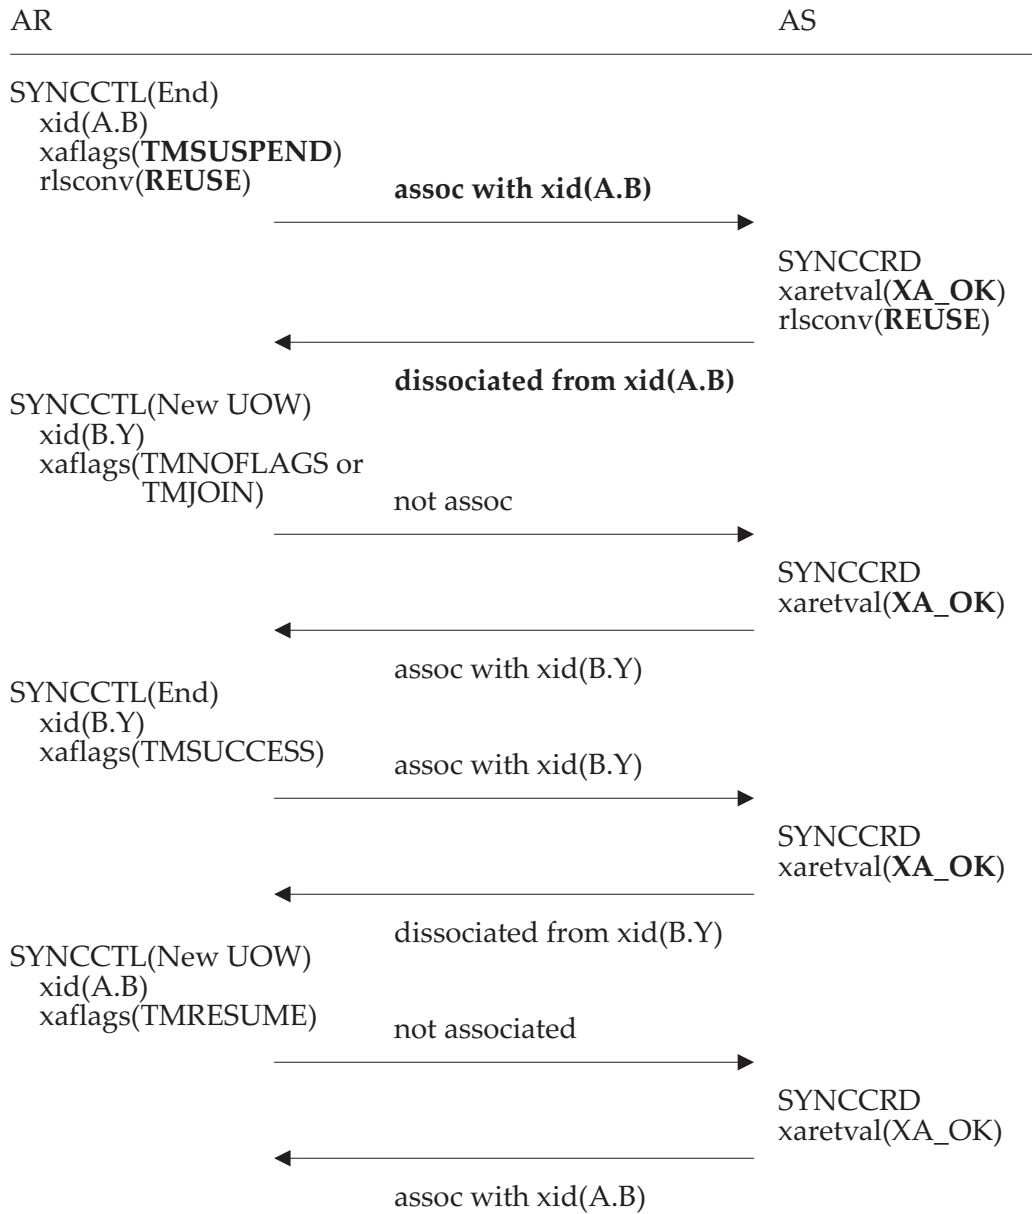 AR AS
SYNCCTL(End)
xid(A.B)
xaflags(TMSUSPEND)
rlsconv(REUSE)
assoc with xid(A.B)
SYNCCRD
xaretval(XA_OK)
rlsconv(REUSE)
dissociated from xid(A.B)
SYNCCTL(New UOW)
xid(B.Y)
xaflags(TMNOFLAGS or
TMJOIN)
not assoc
SYNCCRD
xaretval(XA_OK)
assoc with xid(B.Y)
SYNCCTL(End)
xid(B.Y)
xaflags(TMSUCCESS)
assoc with xid(B.Y)
SYNCCRD
xaretval(XA_OK)
dissociated from xid(B.Y)
SYNCCTL(New UOW)
xid(A.B)
xaflags(TMRESUME)
not associated
SYNCCRD
xaretval(XA_OK)
assoc with xid(A.B)